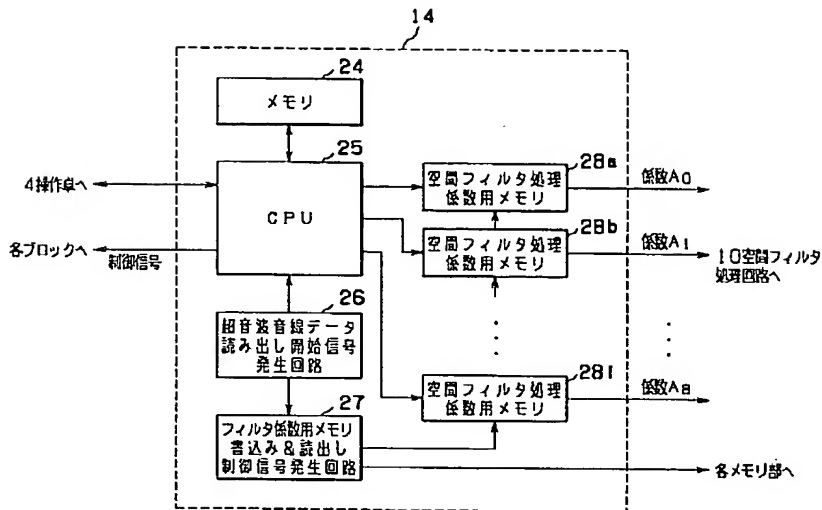 14
24
メモリ
25
CPU
4操作卓へ
各ブロックへ
制御信号
26
超音波音線データ
読み出し開始信号
発生回路
27
フィルタ係数用メモリ
書込み&読出し
制御信号発生回路
28a
空間フィルタ処理
係数用メモリ
係数A0
28b
空間フィルタ処理
係数用メモリ
係数A1
10空間フィルタ
処理回路へ
28i
空間フィルタ処理
係数用メモリ
係数A8
各メモリ部へ